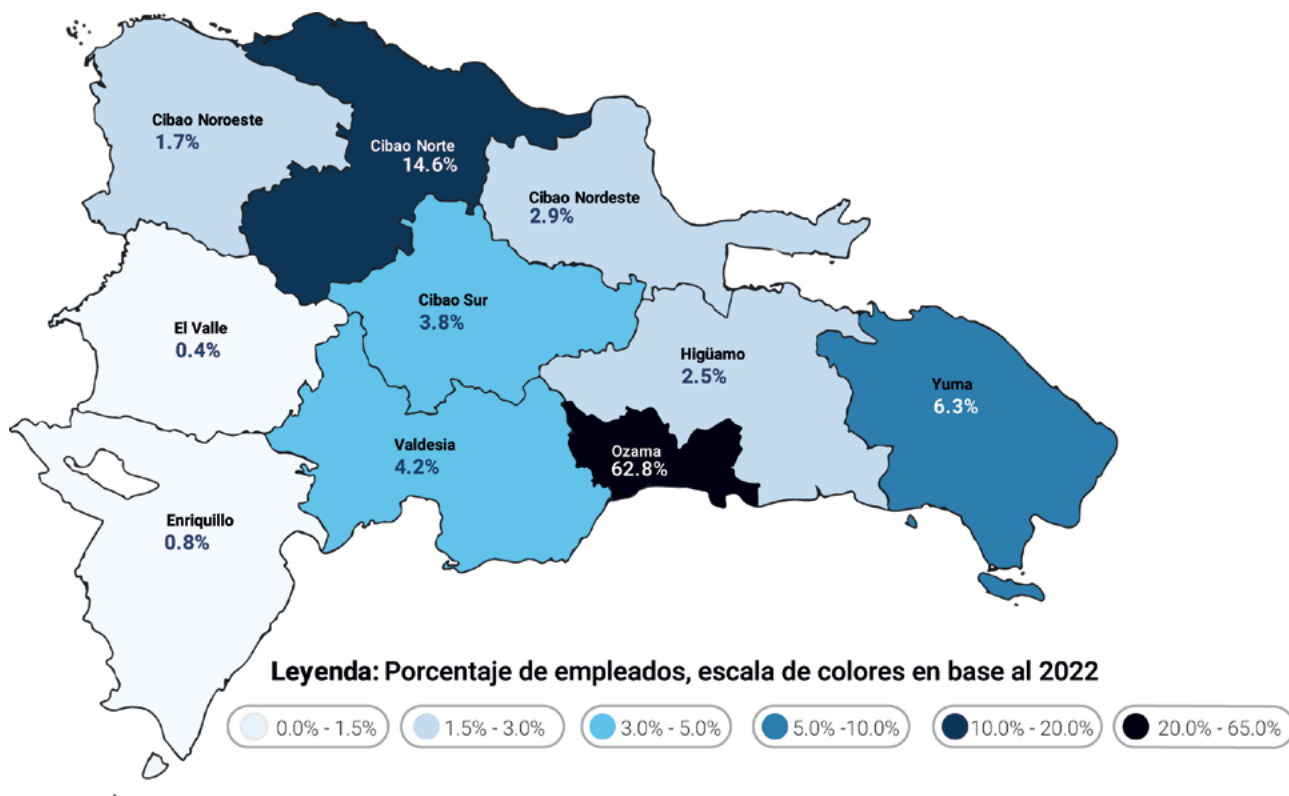 Cibao Noroeste
1.7%
Cibao Norte
14.6%
Cibao Nordeste
2.9%
Cibao Sur
3.8%
El Valle
0.4%
Higüamo
2.5%
Yuma
6.3%
Valdesia
4.2%
Ozama
62.8%
Enriquillo
0.8%
Leyenda: Porcentaje de empleados, escala de colores en base al 2022
0.0% - 1.5%
1.5% - 3.0%
3.0% - 5.0%
5.0% -10.0%
10.0% - 20.0%
20.0% - 65.0%